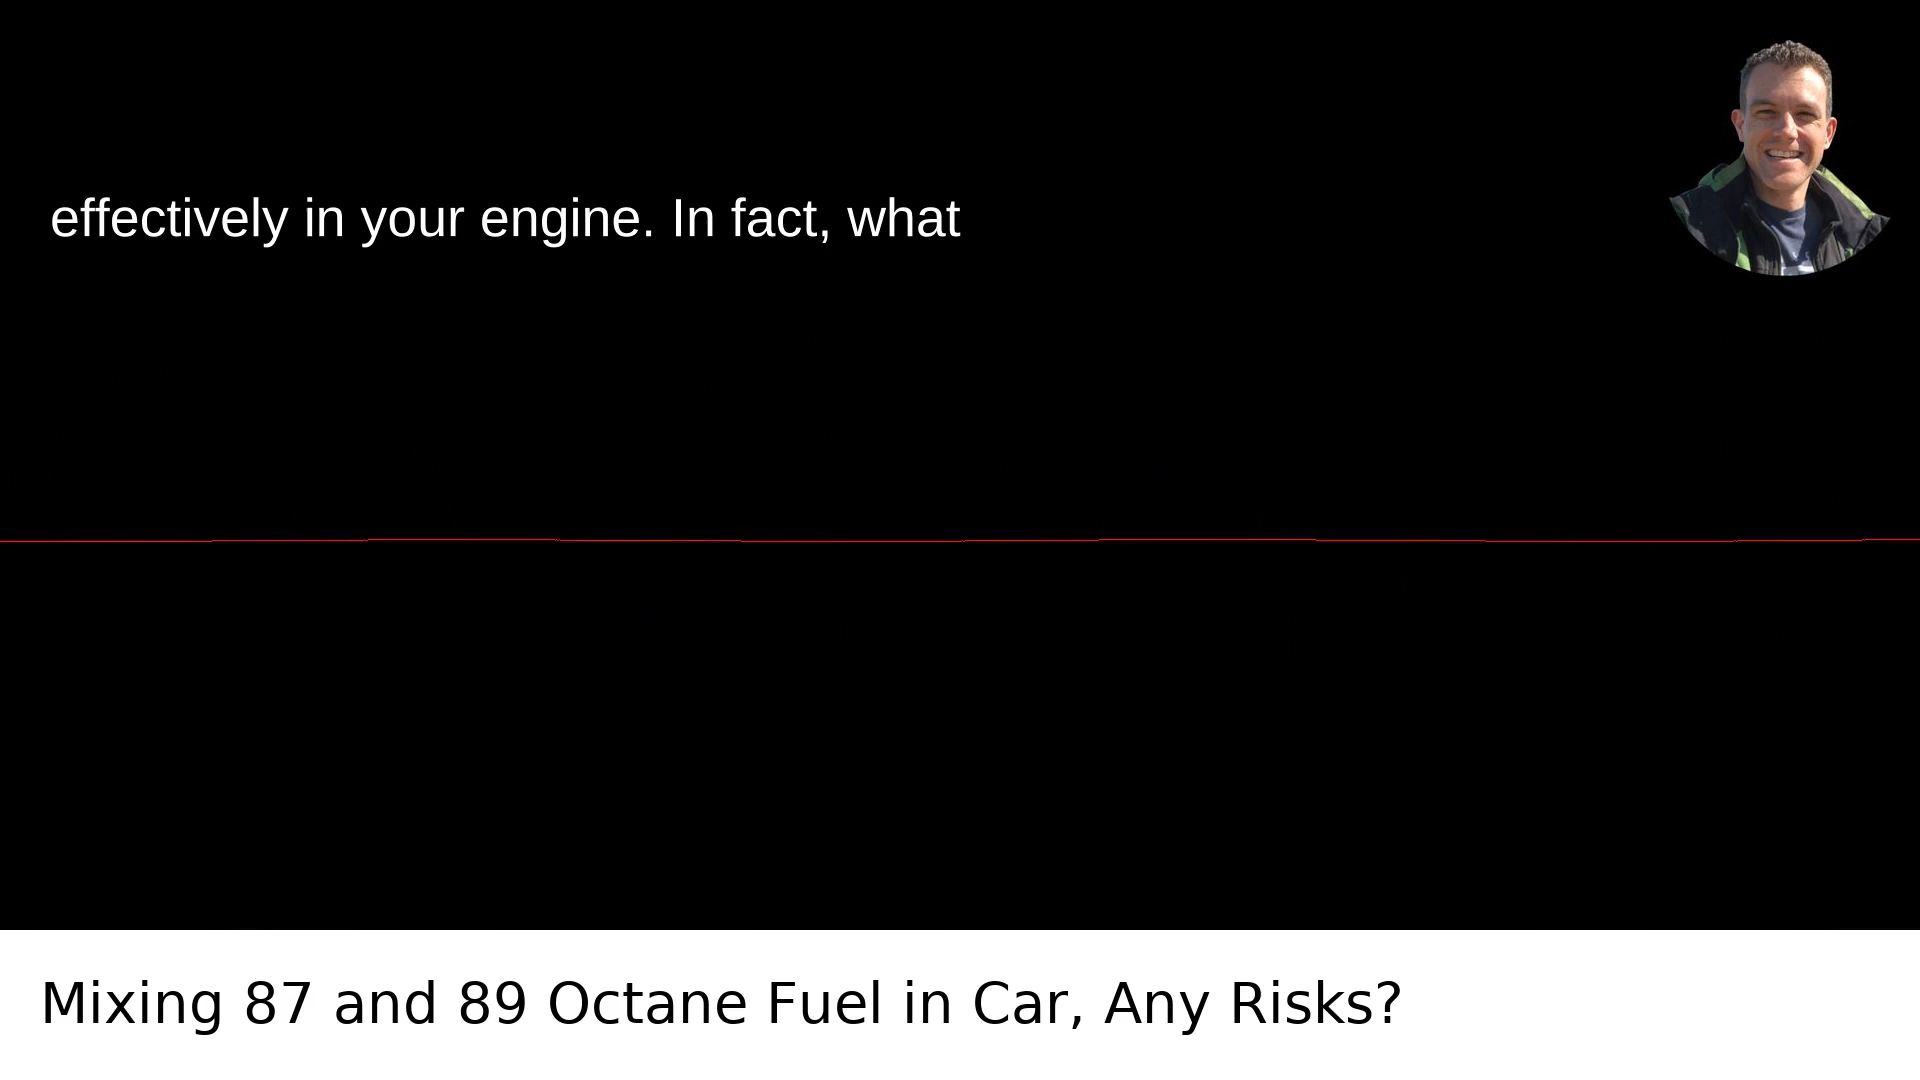 effectively in your engine. In fact, what
Mixing 87 and 89 Octane Fuel in Car, Any Risks?